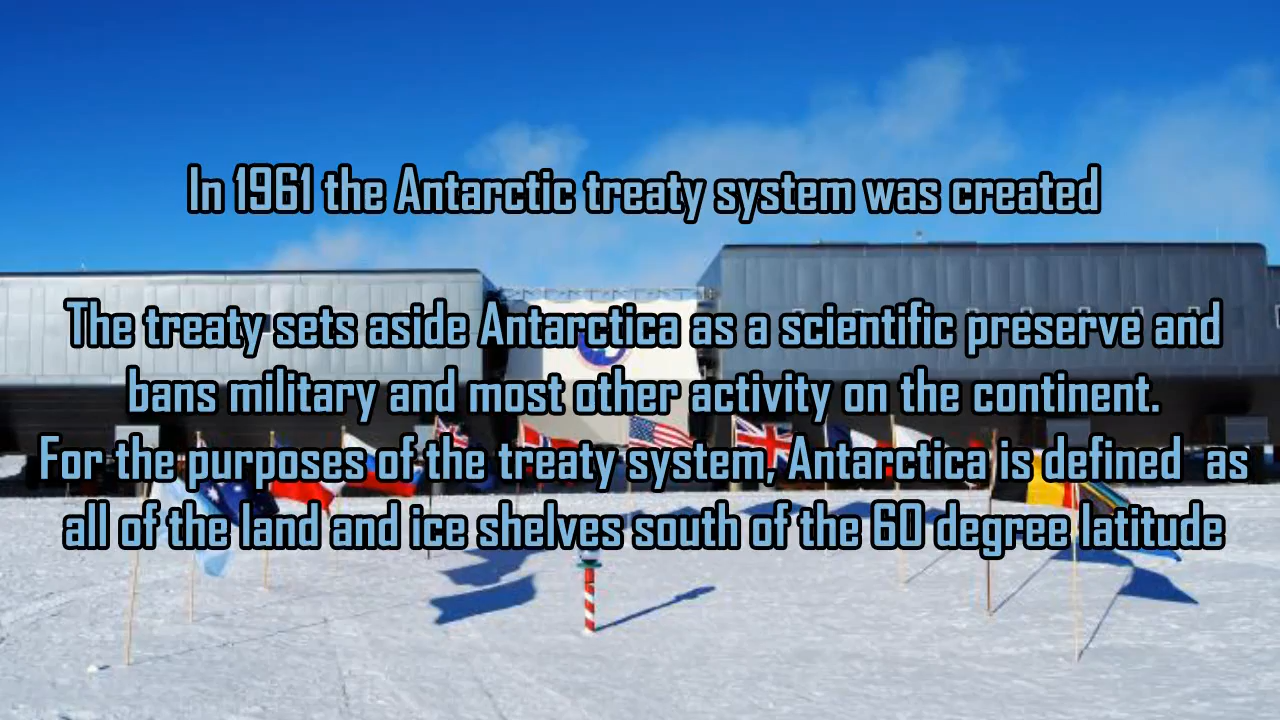 In 1961 the Antarctic treaty system was created
The treaty sets aside Antarctica as a scientific preserve and
bans military and most other activity on the continent.
For the purposes of the treaty system, Antarctica is defined  as
all of the land and ice shelves south of the 60 degree latitude